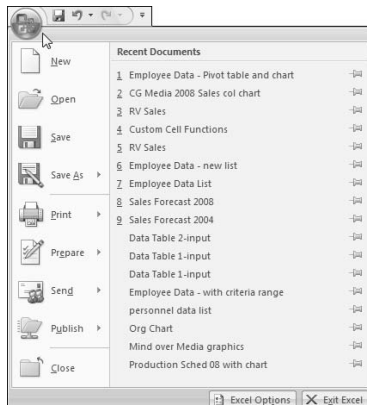 New
Open
Save
Save As
Print
Prepare
Send
Publish
Close
Recent Documents
1 Employee Data - Pivot table and chart
2 CG Media 2008 Sales col chart
3 RV Sales
4 Custom Cell Functions
5 RV Sales
6 Employee Data - new list
7 Employee Data List
8 Sales Forecast 2008
9 Sales Forecast 2004
Data Table 2-input
Data Table 1-input
Data Table 1-input
Employee Data - with criteria range
personnel data list
Org Chart
Mind over Media graphics
Production Sched 08 with chart
Excel Options
Exit Excel